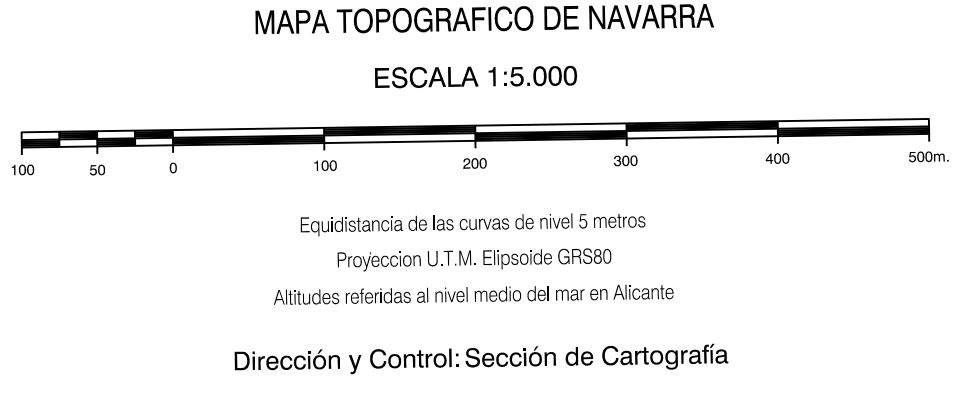 MAPA TOPOGRAFICO DE NAVARRA
ESCALA 1:5.000
100 50 0 100 200 300 400 500m.
Equidistancia de las curvas de nivel 5 metros
Proyeccion U.T.M. Elipsoide GRS80
Altitudes referidas al nivel medio del mar en Alicante
Dirección y Control: Sección de Cartografía